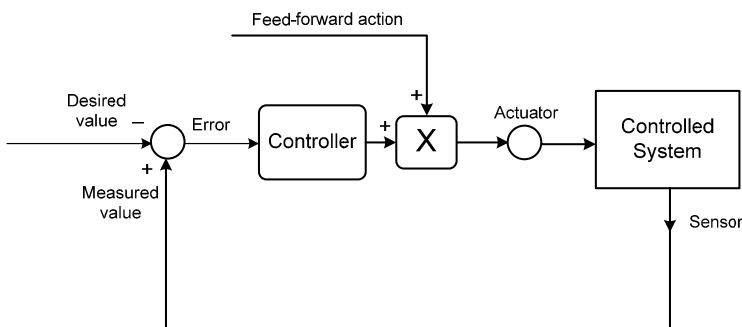 Feed-forward action
+
Desired
value
–
Error
+
Measured
value
Controller
+
X
Actuator
Controlled
System
Sensor